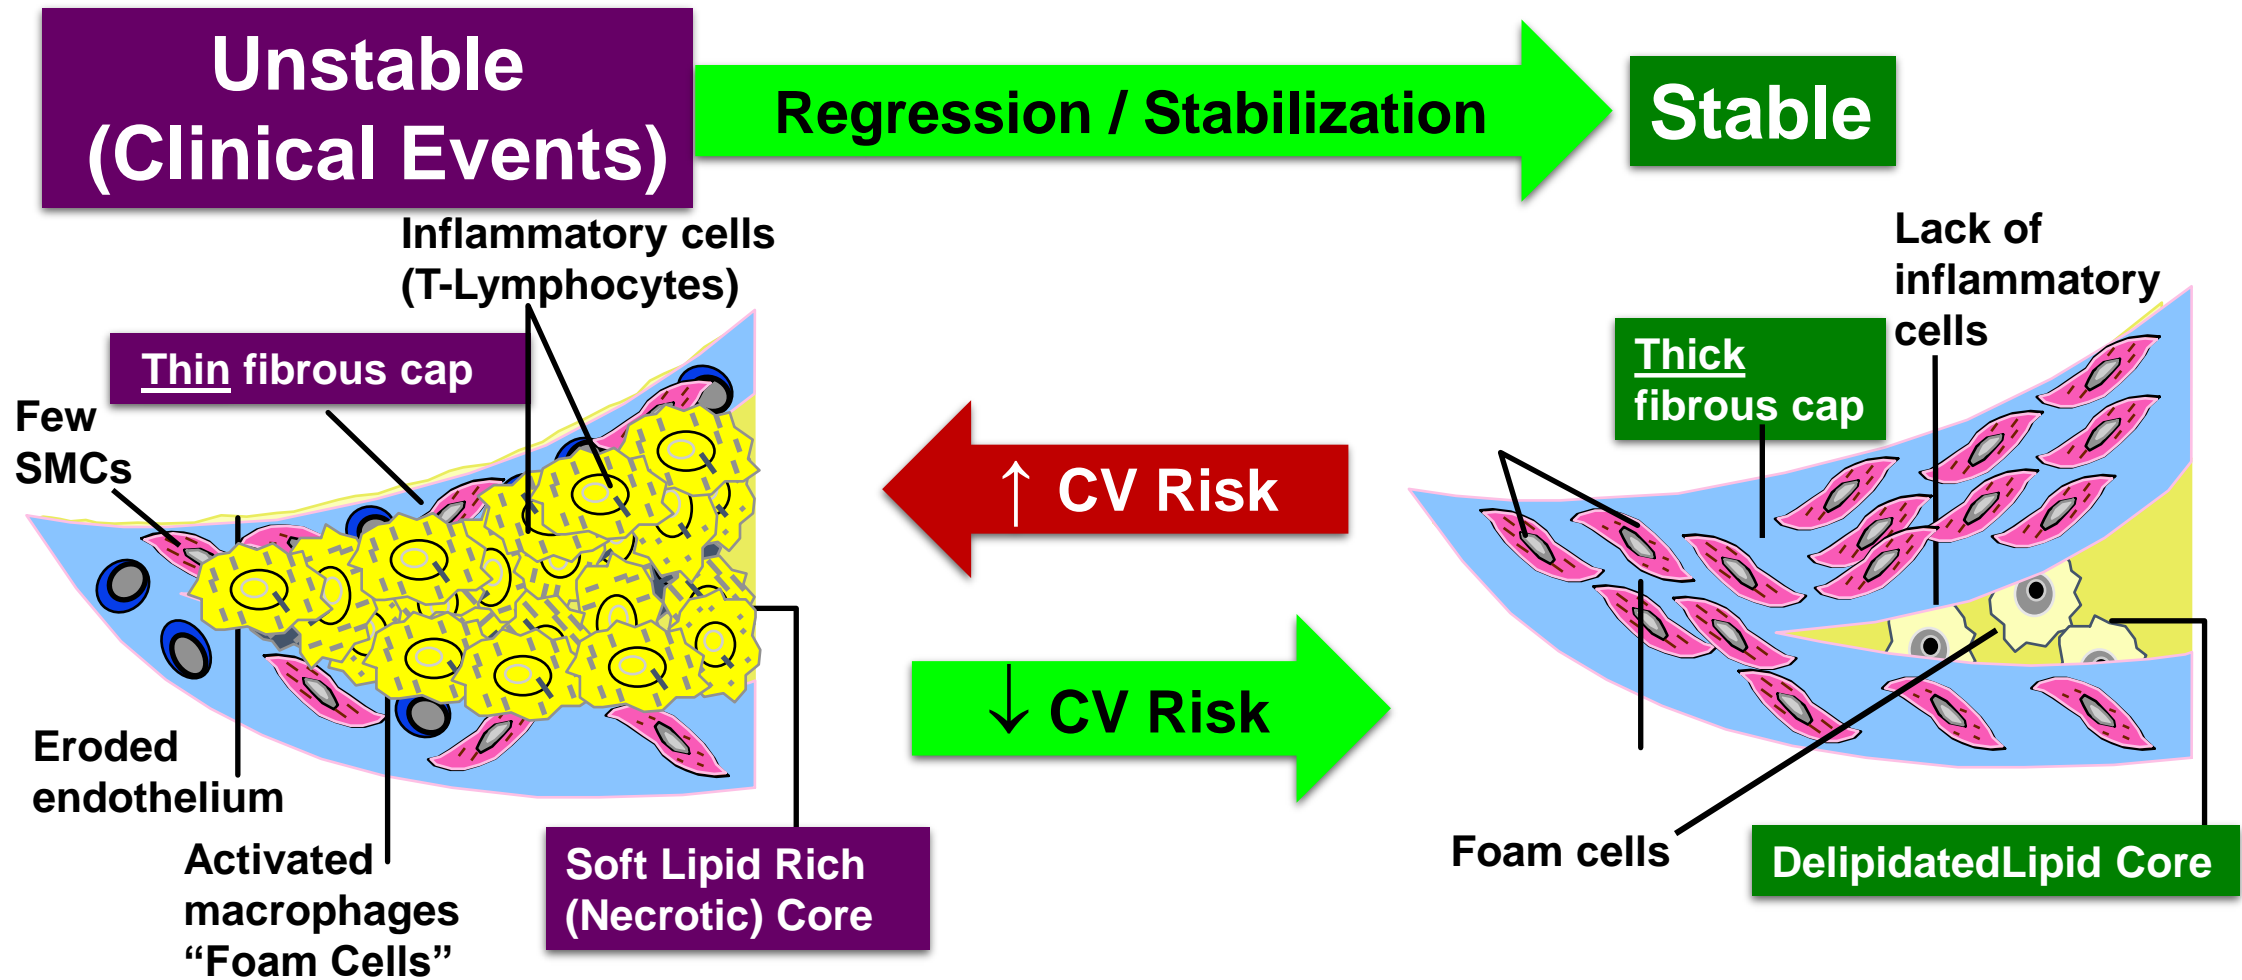 Unstable
(Clinical Events)
Regression / Stabilization
Stable
Inflammatory cells
(T-Lymphocytes)
Thin fibrous cap
Few
SMCs
Eroded
endothelium
Activated
macrophages
“Foam Cells”
Soft Lipid Rich
(Necrotic) Core
↑ CV Risk
↓ CV Risk
Lack of
inflammatory
cells
Thick
fibrous cap
Foam cells
DelipidatedLipid Core